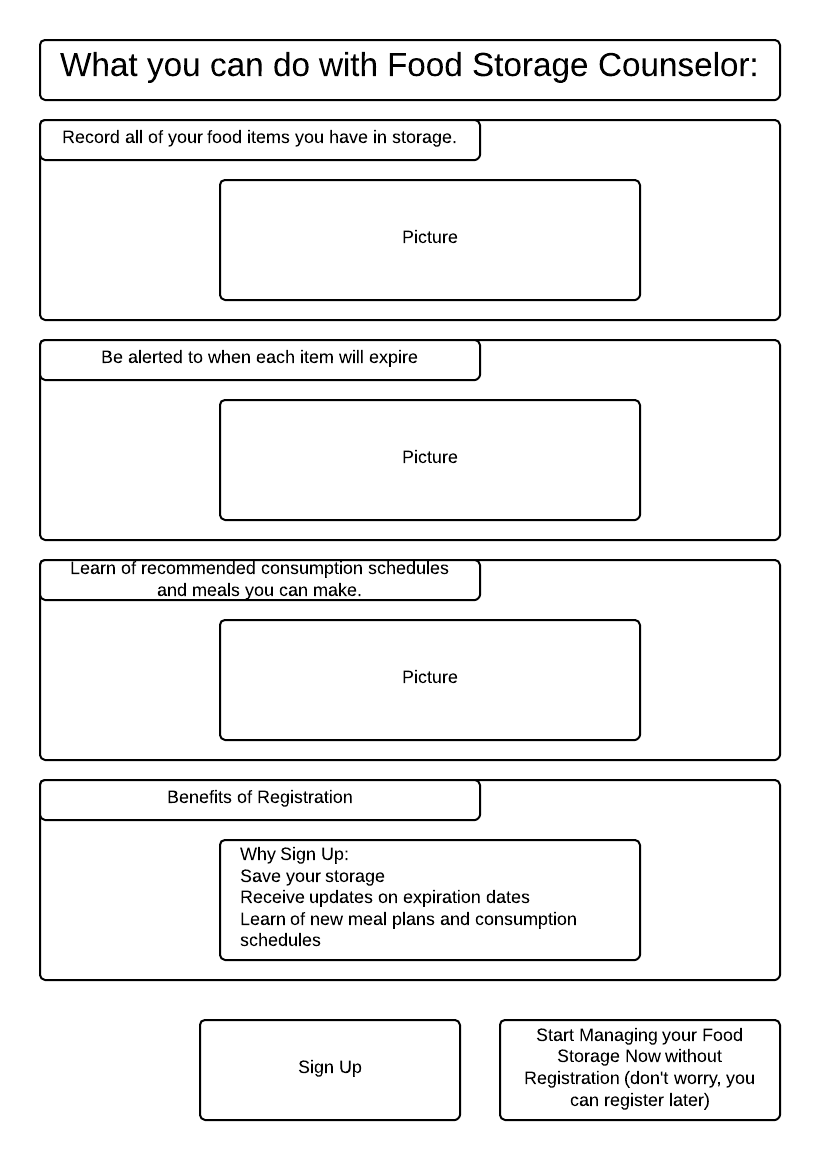 What you can do with Food Storage Counselor:
Record all of your food items you have in storage.
Picture
Be alerted to when each item will expire
Picture
Learn of recommended consumption schedules
and meals you can make.
Picture
Benefits of Registration
Why Sign Up:
Save your storage
Receive updates on expiration dates
Learn of new meal plans and consumption
schedules
Sign Up
Start Managing your Food
Storage Now without
Registration (don't worry, you
can register later)